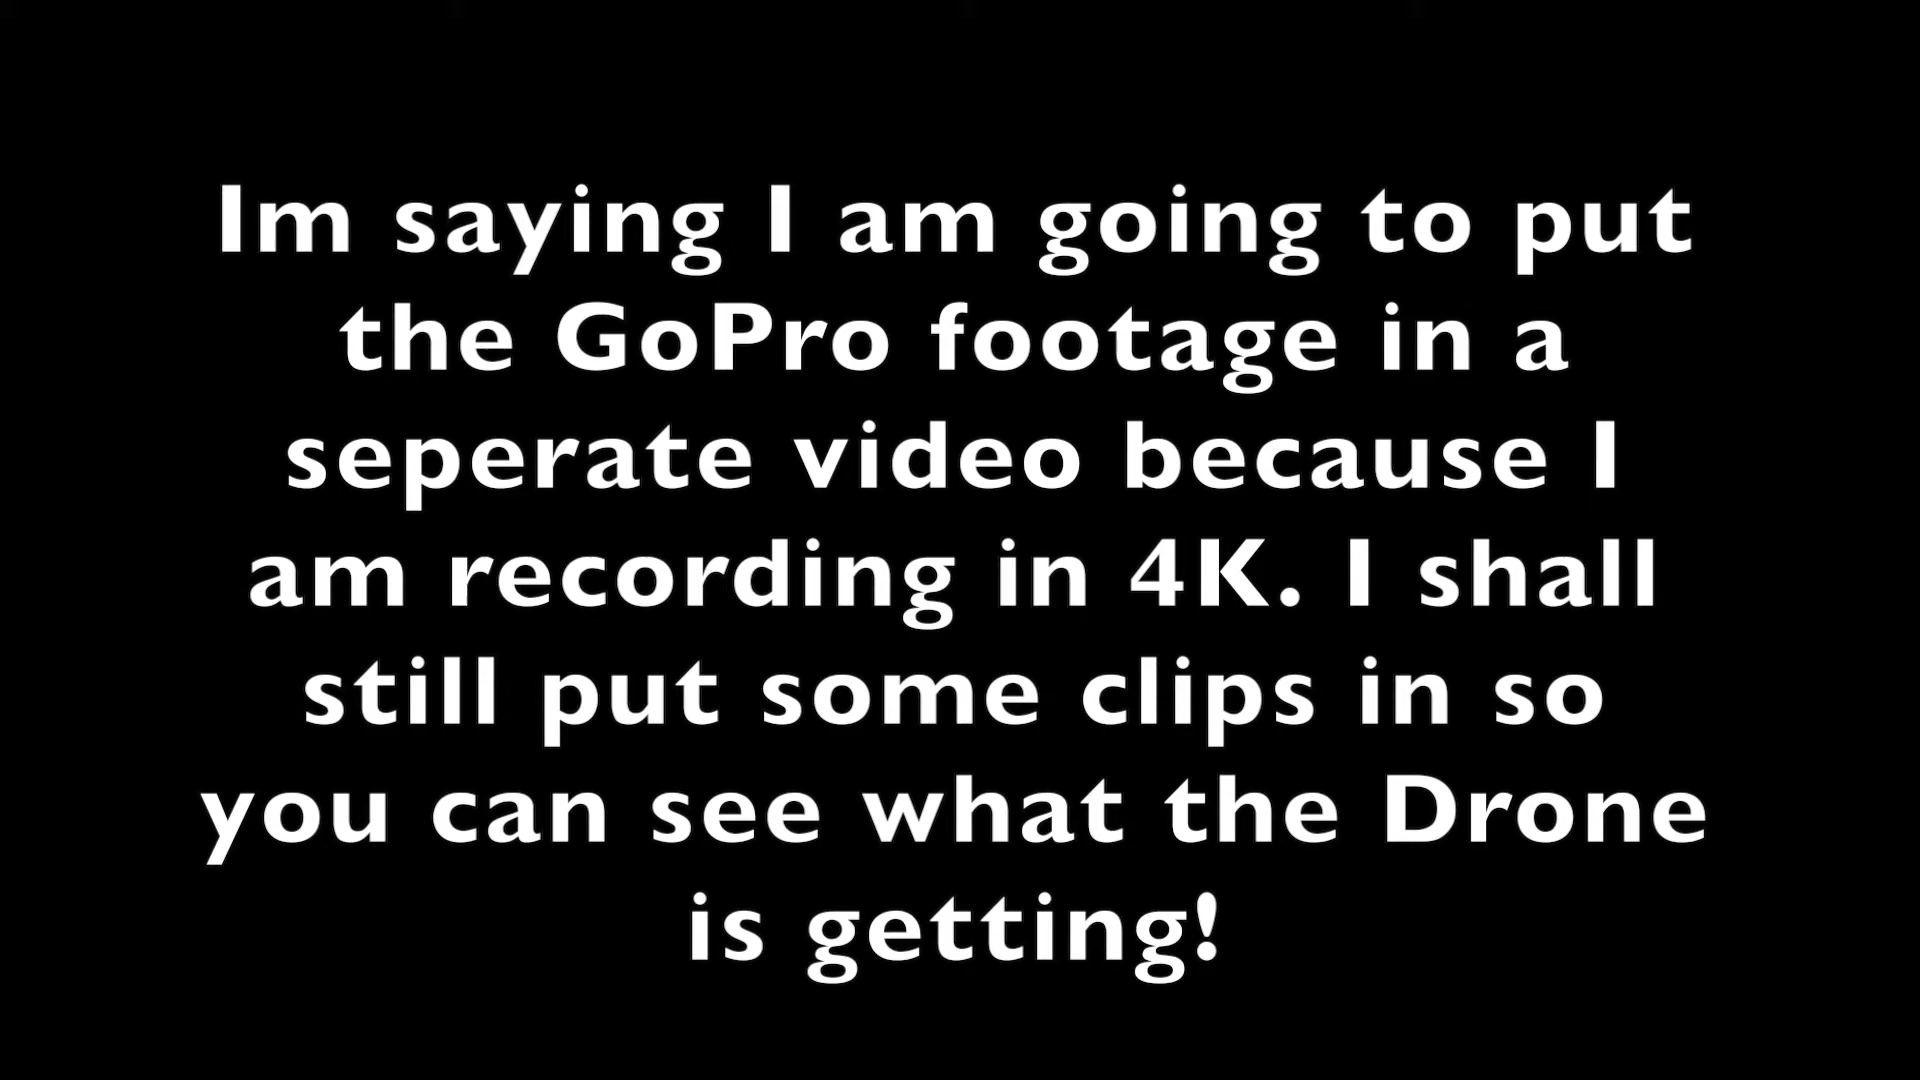 Im saying I am going to put
the GoPro footage in a
seperate video because I
am recording in 4K. I shall
still put some clips in so
you can see what the Drone
is getting!